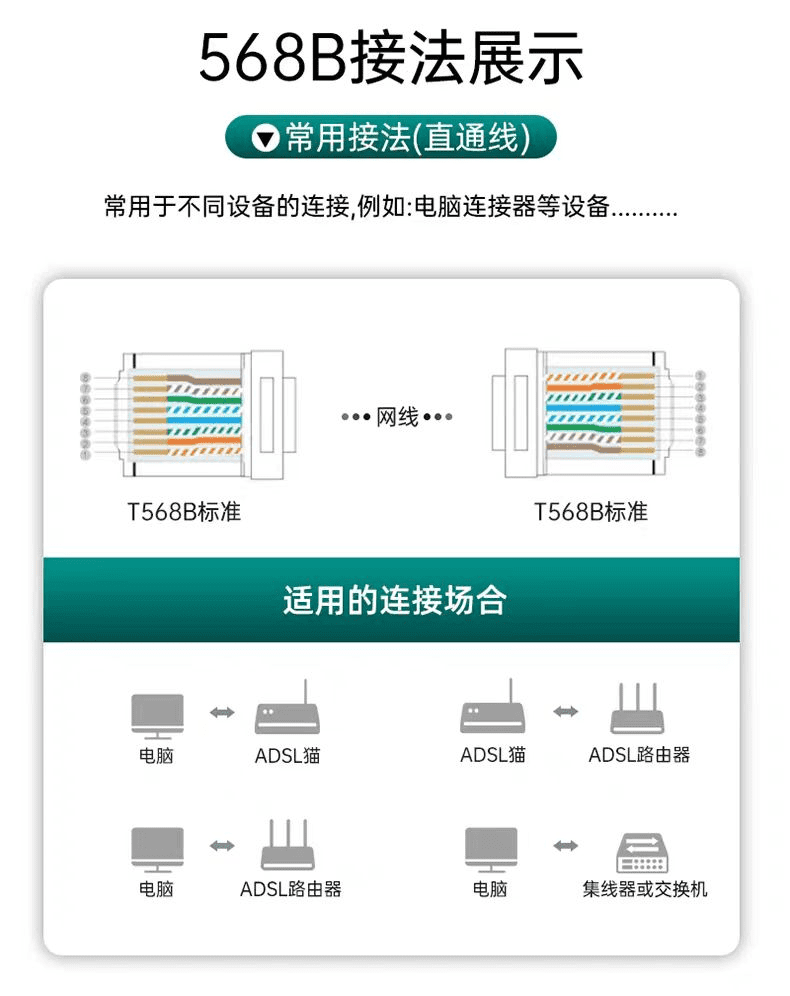 568B接法展示
常用接法(直通线)
常用于不同设备的连接,例如:电脑连接器等设备..........
⑧
⑦
⑥
⑤
④
③
②
①
网线
①
②
③
④
⑤
⑥
⑦
⑧
T568B标准
T568B标准
适用的连接场合
电脑
ADSL猫
ADSL猫
ADSL路由器
电脑
ADSL路由器
电脑
集线器或交换机